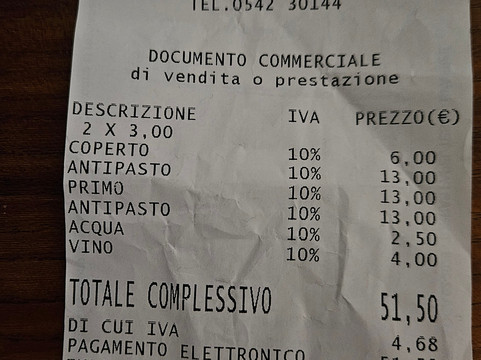 TEL.0542 30144
DOCUMENTO COMMERCIALE
di vendita o prestazione
DESCRIZIONE IVA PREZZO(€)
2 X 3,00
COPERTO 10% 6,00
ANTIPASTO 10% 13,00
PRIMO 10% 13,00
ANTIPASTO 10% 13,00
ACQUA 10% 2,50
VINO 10% 4,00
TOTALE COMPLESSIVO 51,50
DI CUI IVA 4,68
PAGAMENTO ELETTRONICO